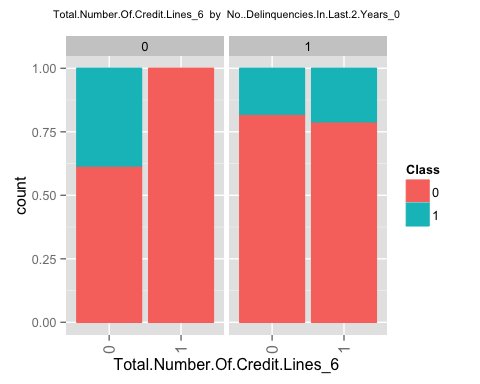 Total.Number.Of.Credit.Lines_6 by No..Delinquencies.In.Last.2.Years_0
0 1
1.00
0.75
0.50
0.25
0.00
count
0 1 0 1
Total.Number.Of.Credit.Lines_6
Class
0
1